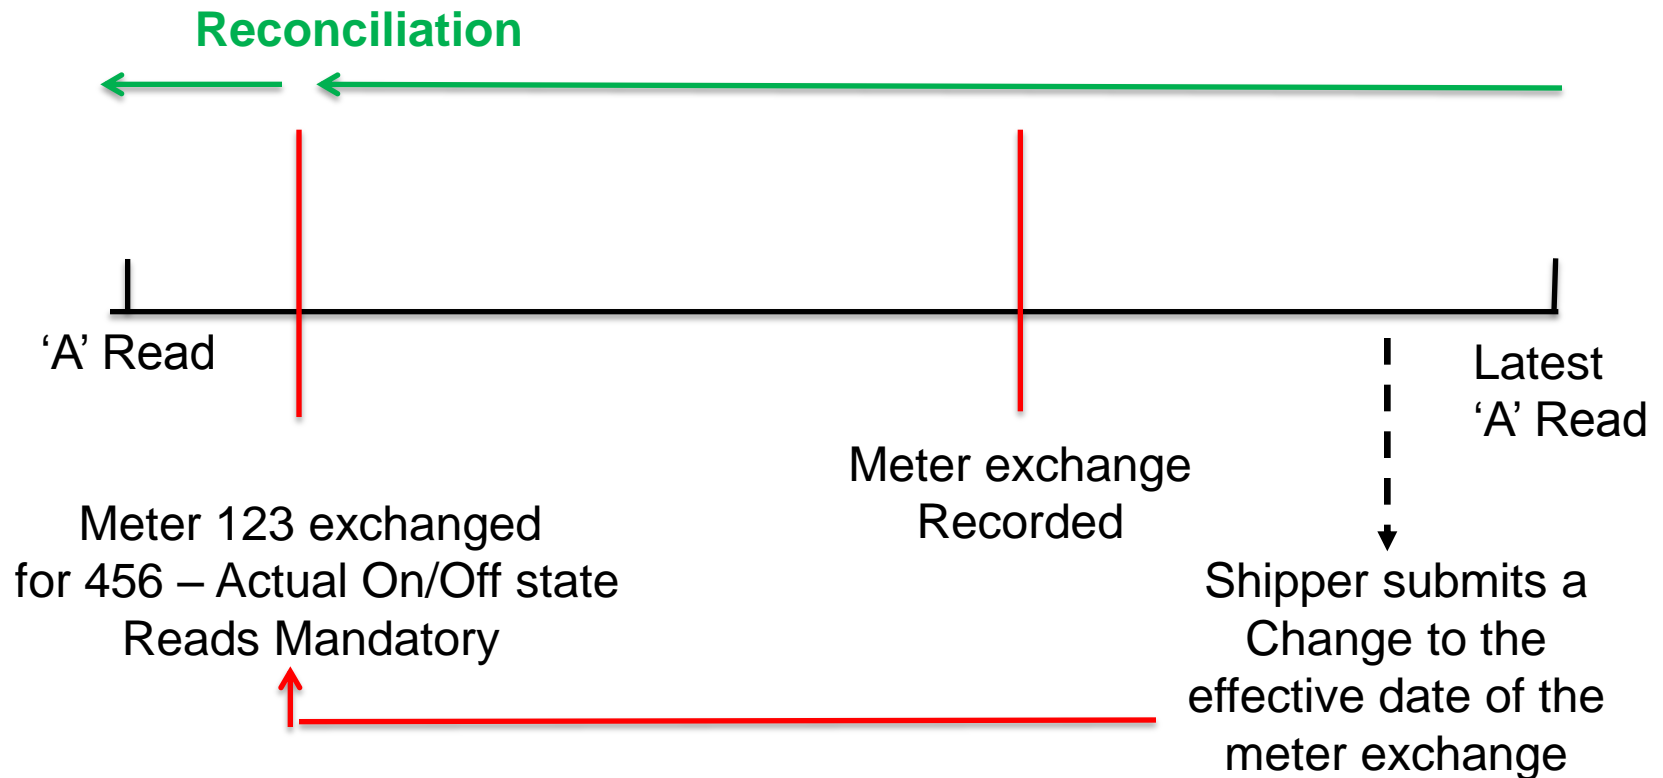 Reconciliation
‘A’ Read
Latest
‘A’ Read
Meter exchange
Recorded
Meter 123 exchanged
for 456 – Actual On/Off state
Reads Mandatory
Shipper submits a
Change to the
effective date of the
meter exchange